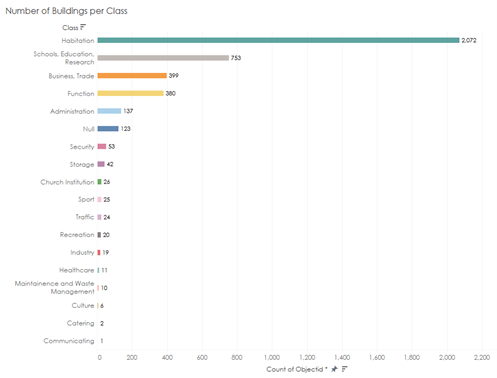 Number of Buildings per Class
Class
Habitation 2,072
Schools, Education,
Research 753
Business, Trade 399
Function 380
Administration 137
Null 123
Security 53
Storage 42
Church Institution 26
Sport 25
Traffic 24
Recreation 20
Industry 19
Healthcare 11
Maintainence and Waste
Management 10
Culture 6
Catering 2
Communicating 1
0 200 400 600 800 1,000 1,200 1,400 1,600 1,800 2,000 2,200
Count of Objectid *